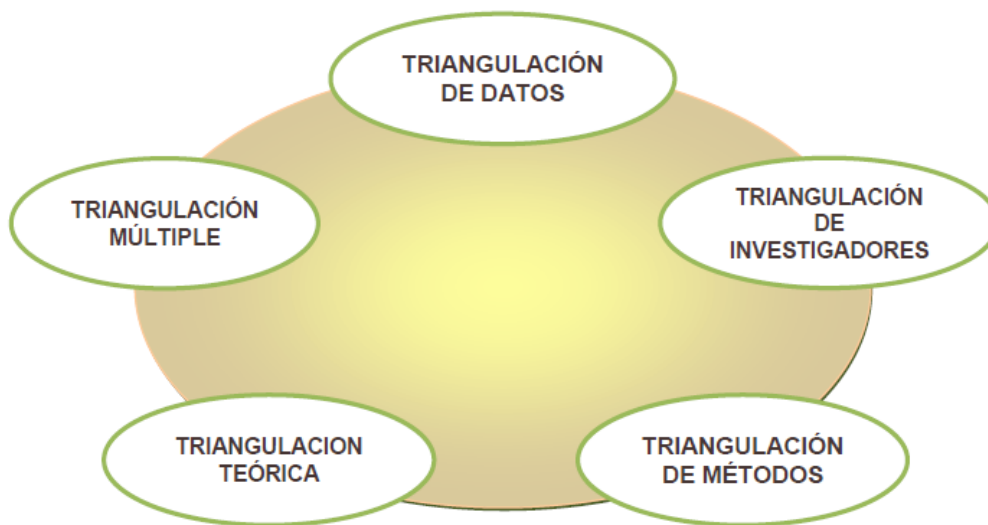 TRIANGULACIÓN
DE DATOS
TRIANGULACIÓN
MÚLTIPLE
TRIANGULACIÓN
DE
INVESTIGADORES
TRIANGULACION
TEÓRICA
TRIANGULACIÓN
DE MÉTODOS